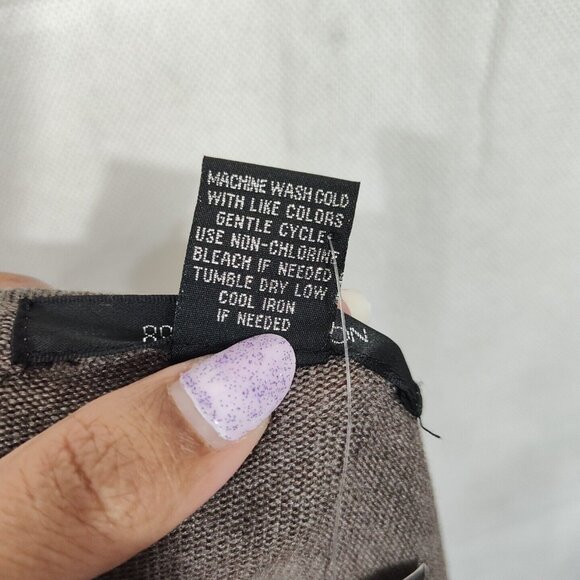 MACHINE WASH COLD
WITH LIKE COLORS
GENTLE CYCLE
USE NON-CHLORINE
BLEACH IF NEEDED
TUMBLE DRY LOW
COOL IRON
IF NEEDED